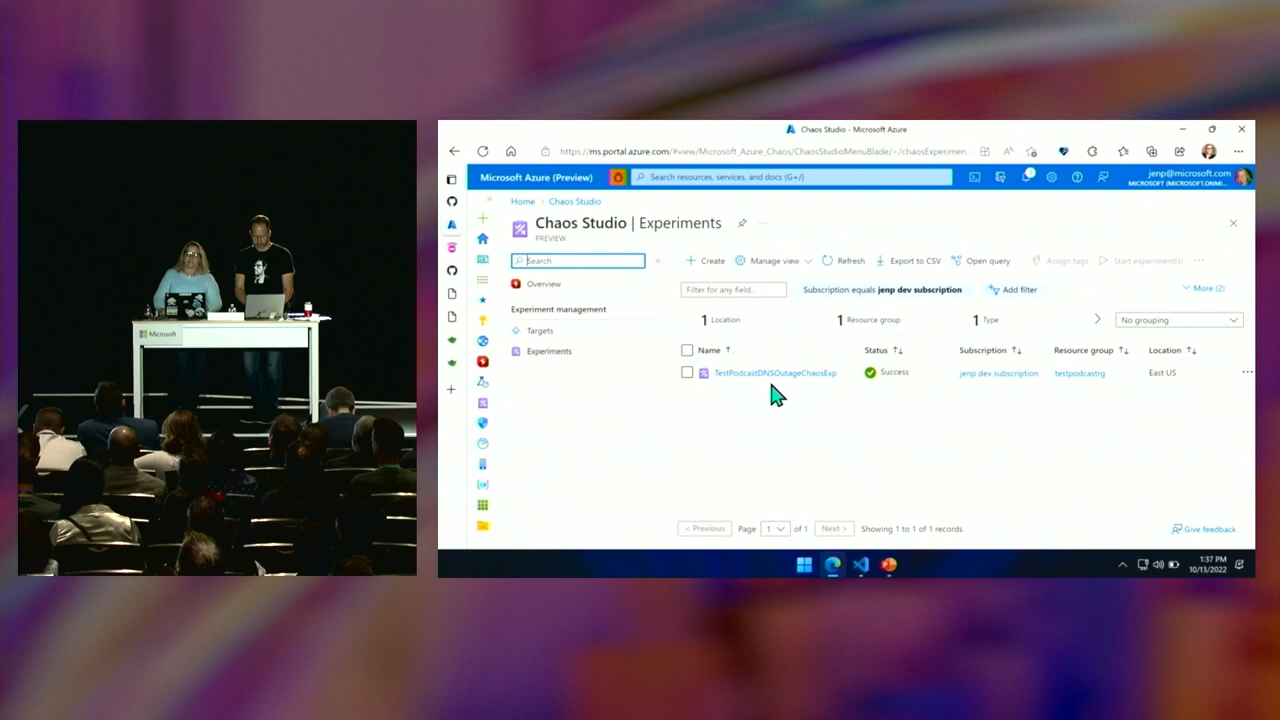 Microsoft
Chaos Studio - Microsoft Azure
https://ms.portal.azure.com/#view/Microsoft_Azure_Chaos/ChaosStudioMenuBlade/~/chaosExperimen...
Microsoft Azure (Preview)
Search resources, services, and docs (G+/)
1
jenp@microsoft.com
MICROSOFT (MICROSOFT.ONMI...
Home > Chaos Studio
Chaos Studio | Experiments
PREVIEW
Search
Create
Manage view
Refresh
Export to CSV
Open query
Assign tags
Start experiment(s)
Overview
Experiment management
Targets
Experiments
Filter for any field...
Subscription equals jenp dev subscription
Add filter
More (2)
1 Location
1 Resource group
1 Type
No grouping
Name
Status
Subscription
Resource group
Location
TestPodcastDNSOutageChaosExp
Success
jenp dev subscription
testpodcastrg
East US
< Previous
Page 1 of 1
Next >
Showing 1 to 1 of 1 records.
Give feedback
1:37 PM
10/13/2022